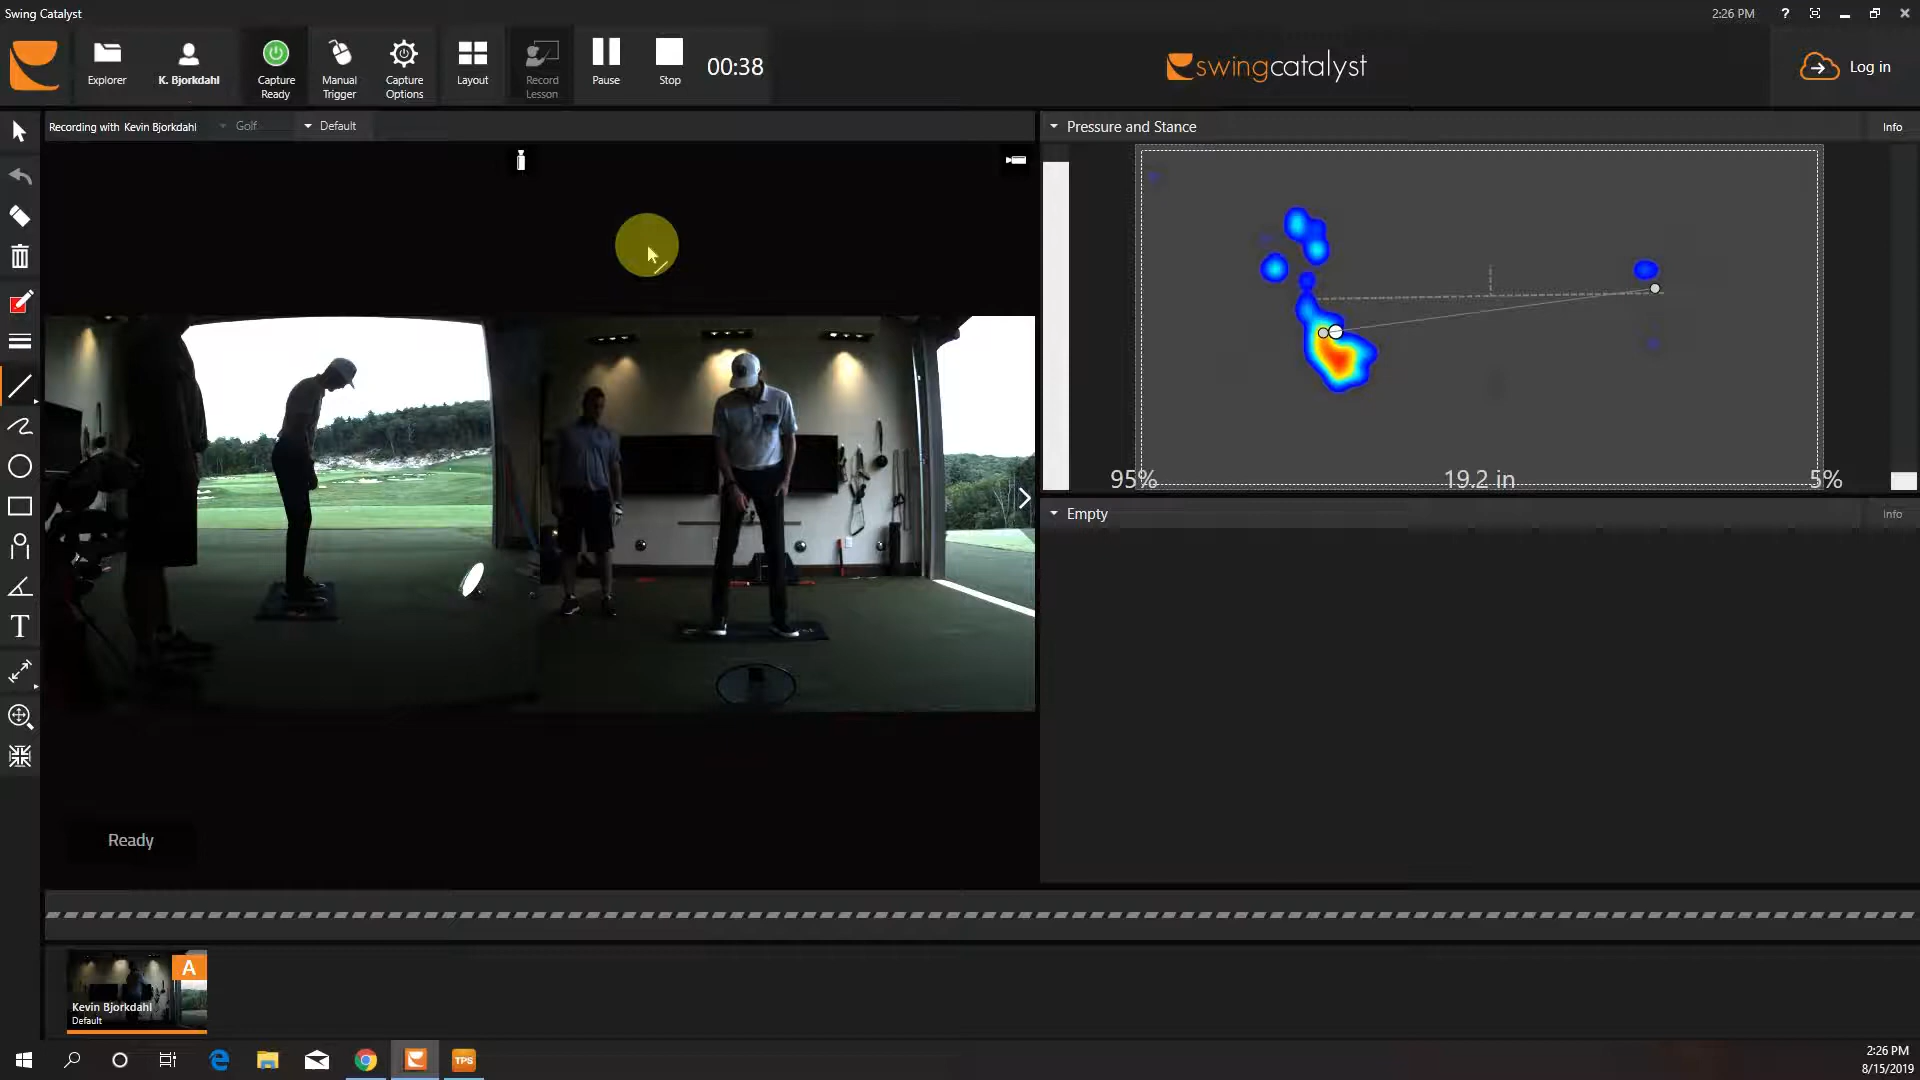 Swing Catalyst
2:26 PM
?
Explorer
K. Bjorkdahl
Capture
Ready
Manual
Trigger
Capture
Options
Layout
Record
Lesson
Pause
Stop
00:38
swingcatalyst
Log in
Recording with Kevin Bjorkdahl
Golf
Default
Pressure and Stance
Info
95%
19.2 in
5%
Empty
Info
T
Ready
A
Kevin Bjorkdahl
Default
TPS
2:26 PM
8/15/2019